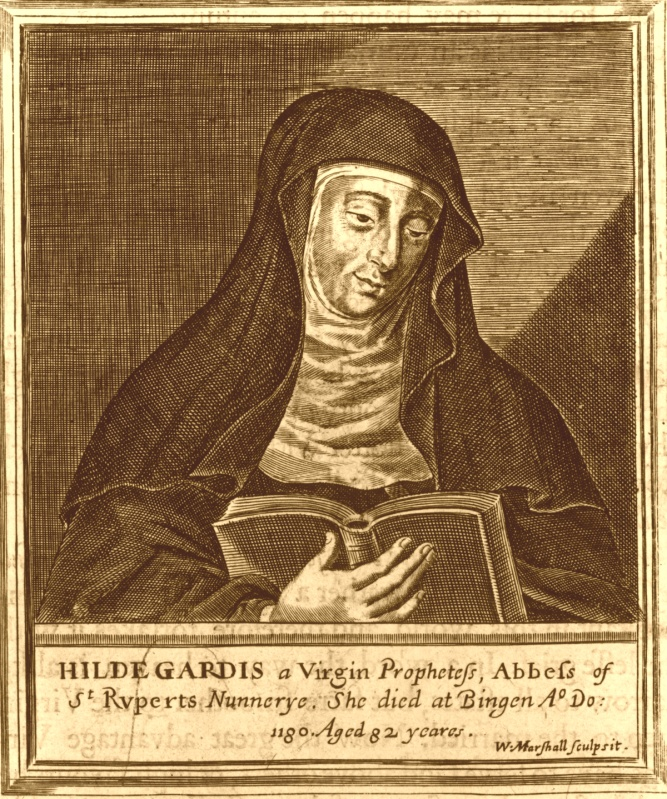 HILDEGARDIS a Virgin Propheteſs, Abbeſs of
St Rvperts Nunnerye. She died at Bingen Ao Do:
1180. Aged 82 yeares.
W. Marshall ſculpsit.